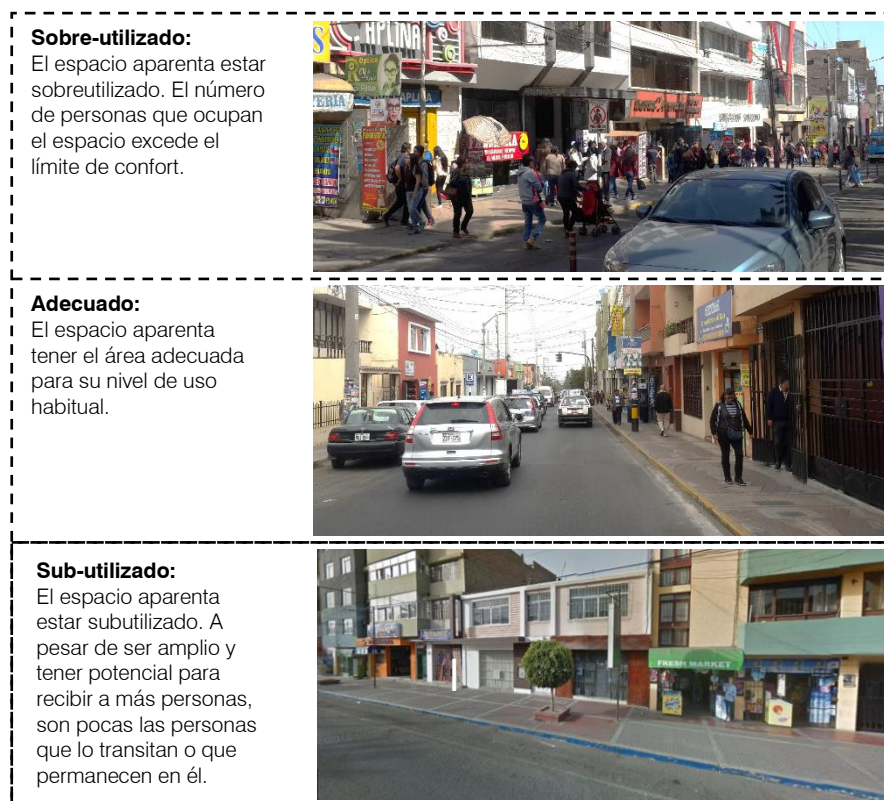 Sobre-utilizado:
El espacio aparenta estar
sobreutilizado. El número
de personas que ocupan
el espacio excede el
límite de confort.
Adecuado:
El espacio aparenta
tener el área adecuada
para su nivel de uso
habitual.
Sub-utilizado:
El espacio aparenta
estar subutilizado. A
pesar de ser amplio y
tener potencial para
recibir a más personas,
son pocas las personas
que lo transitan o que
permanecen en él.
FRESH MARKET